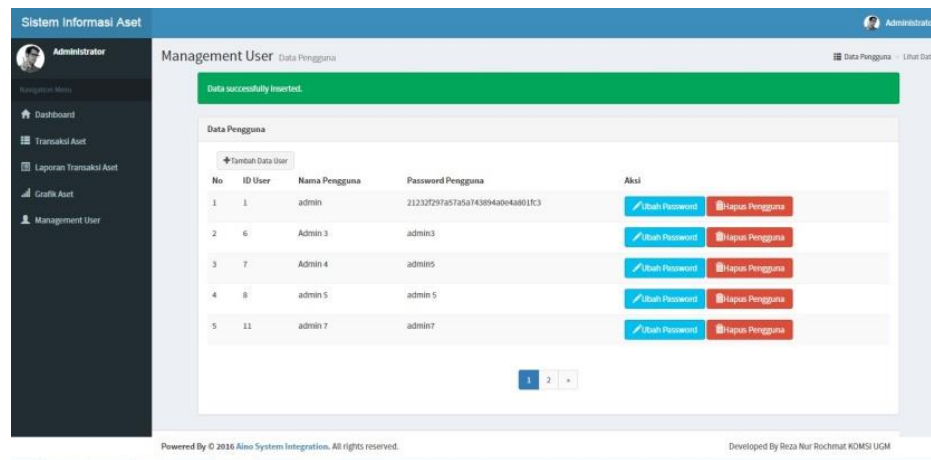 Sistem Informasi Aset
Administrato
Administrator
Navigation Menu
Dashboard
Transaksi Aset
Laporan Transaksi Aset
Grafik Aset
Management User
Management User Data Pengguna
Data Pengguna > Lihat Dat
Data successfully inserted.
Data Pengguna
+Tambah Data User
No ID User Nama Pengguna Password Pengguna Aksi
1 1 admin 21232f297a57a5a743894a0e4a801fc3 Ubah Password Hapus Pengguna
2 6 Admin 3 admin3 Ubah Password Hapus Pengguna
3 7 Admin 4 admin5 Ubah Password Hapus Pengguna
4 8 admin 5 admin 5 Ubah Password Hapus Pengguna
5 11 admin 7 admin7 Ubah Password Hapus Pengguna
1 2 »
Powered By © 2016 Aino System Integration. All rights reserved.
Developed By Reza Nur Rochmat KOMSI UGM